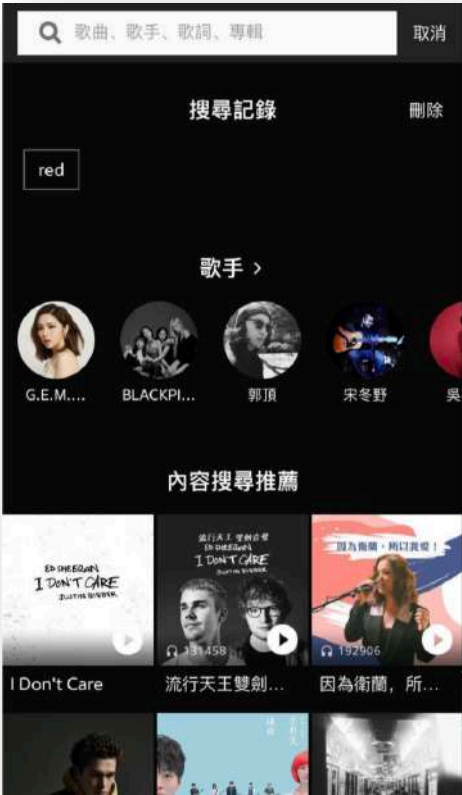 歌曲、歌手、歌詞、專輯
取消
搜尋記錄
刪除
red
歌手 >
G.E.M....
BLACKPI...
郭頂
宋冬野
吳
內容搜尋推薦
ED SHEERAN
I DON'T CARE
JUSTIN BIEBER
流行天王 雙劍合璧
ED SHEERAN
I DON'T CARE
JUSTIN BIEBER
131458
因為衛蘭，所以我愛！
192906
I Don't Care
流行天王雙劍...
因為衛蘭，所...